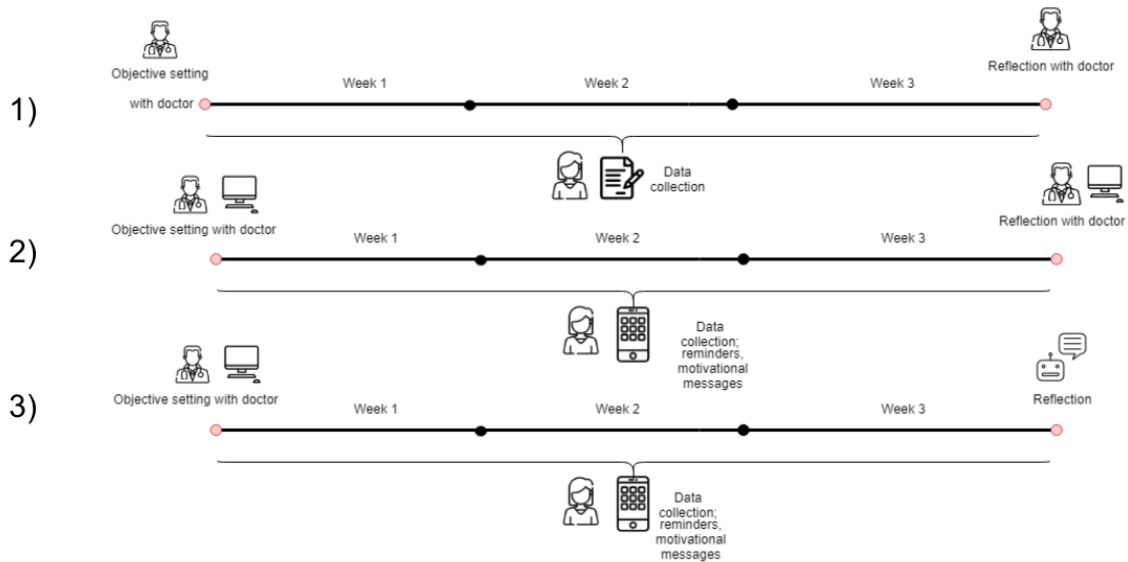 1)
Objective setting
with doctor
Week 1
Week 2
Week 3
Reflection with doctor
Data
collection
2)
Objective setting with doctor
Week 1
Week 2
Week 3
Reflection with doctor
Data
collection;
reminders,
motivational
messages
3)
Objective setting with doctor
Week 1
Week 2
Week 3
Reflection
Data
collection;
reminders,
motivational
messages